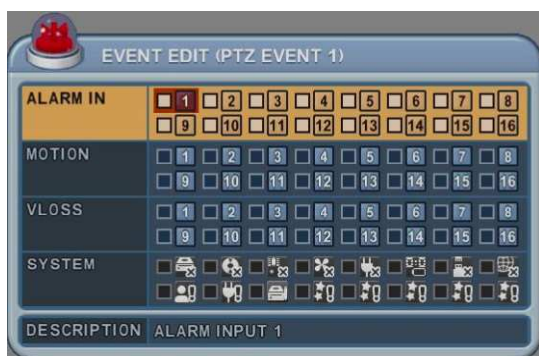 EVENT EDIT (PTZ EVENT 1)
ALARM IN 1 2 3 4 5 6 7 8
9 10 11 12 13 14 15 16
MOTION 1 2 3 4 5 6 7 8
9 10 11 12 13 14 15 16
VLOSS 1 2 3 4 5 6 7 8
9 10 11 12 13 14 15 16
SYSTEM
DESCRIPTION ALARM INPUT 1